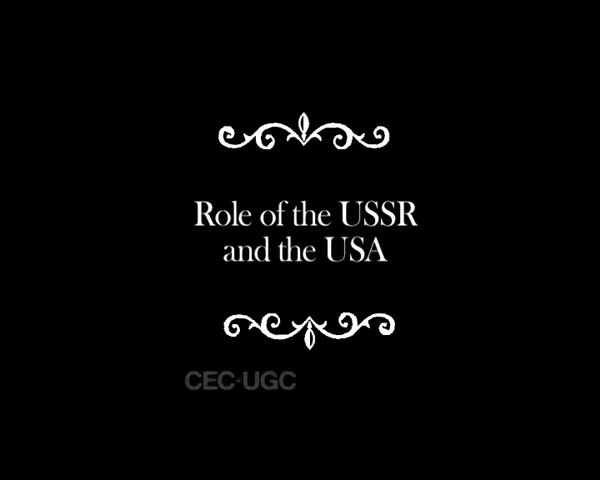 Role of the USSR
and the USA
CEC-UGC